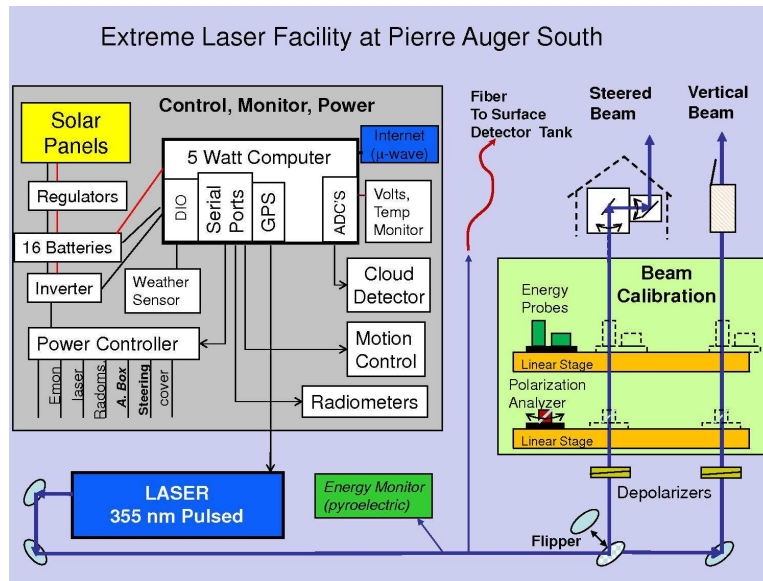 Extreme Laser Facility at Pierre Auger South
Control, Monitor, Power
Solar
Panels
Regulators
16 Batteries
Inverter
5 Watt Computer
DIO
Serial
Ports
GPS
ADC'S
Internet
(µ-wave)
Volts,
Temp
Monitor
Weather
Sensor
Cloud
Detector
Power Controller
Motion
Control
Radiometers
Emon
laser
Radoms.
A. Box
Steering
cover
LASER
355 nm Pulsed
Energy Monitor
(pyroelectric)
Fiber
To Surface
Detector Tank
Steered
Beam
Vertical
Beam
Beam
Calibration
Energy
Probes
Linear Stage
Polarization
Analyzer
Linear Stage
Depolarizers
Flipper